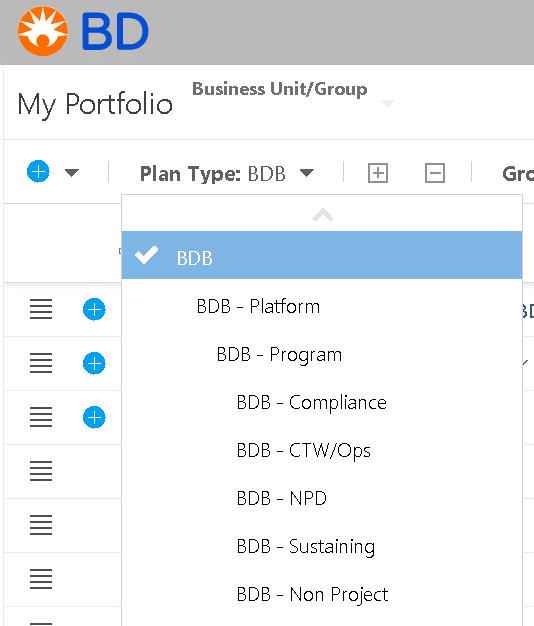 BD
My Portfolio
Business Unit/Group
Plan Type: BDB
BDB
BDB - Platform
BDB - Program
BDB - Compliance
BDB - CTW/Ops
BDB - NPD
BDB - Sustaining
BDB - Non Project